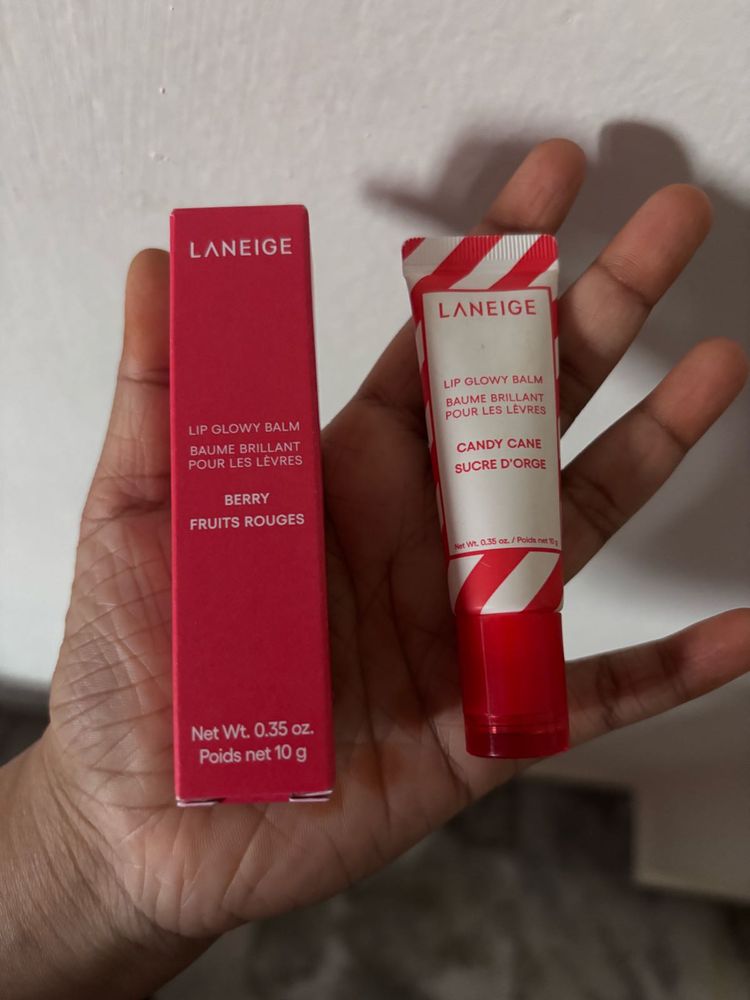 LANEIGE
LIP GLOWY BALM
BAUME BRILLANT
POUR LES LÈVRES
BERRY
FRUITS ROUGES
Net Wt. 0.35 oz.
Poids net 10 g
LANEIGE
LIP GLOWY BALM
BAUME BRILLANT
POUR LES LÈVRES
CANDY CANE
SUCRE D'ORGE
Net Wt. 0.35 oz. / Poids net 10 g